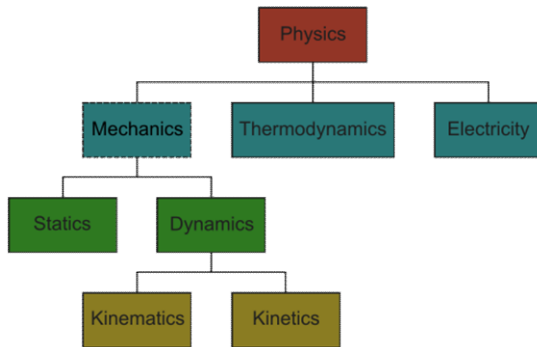 Physics
Mechanics
Thermodynamics
Electricity
Statics
Dynamics
Kinematics
Kinetics